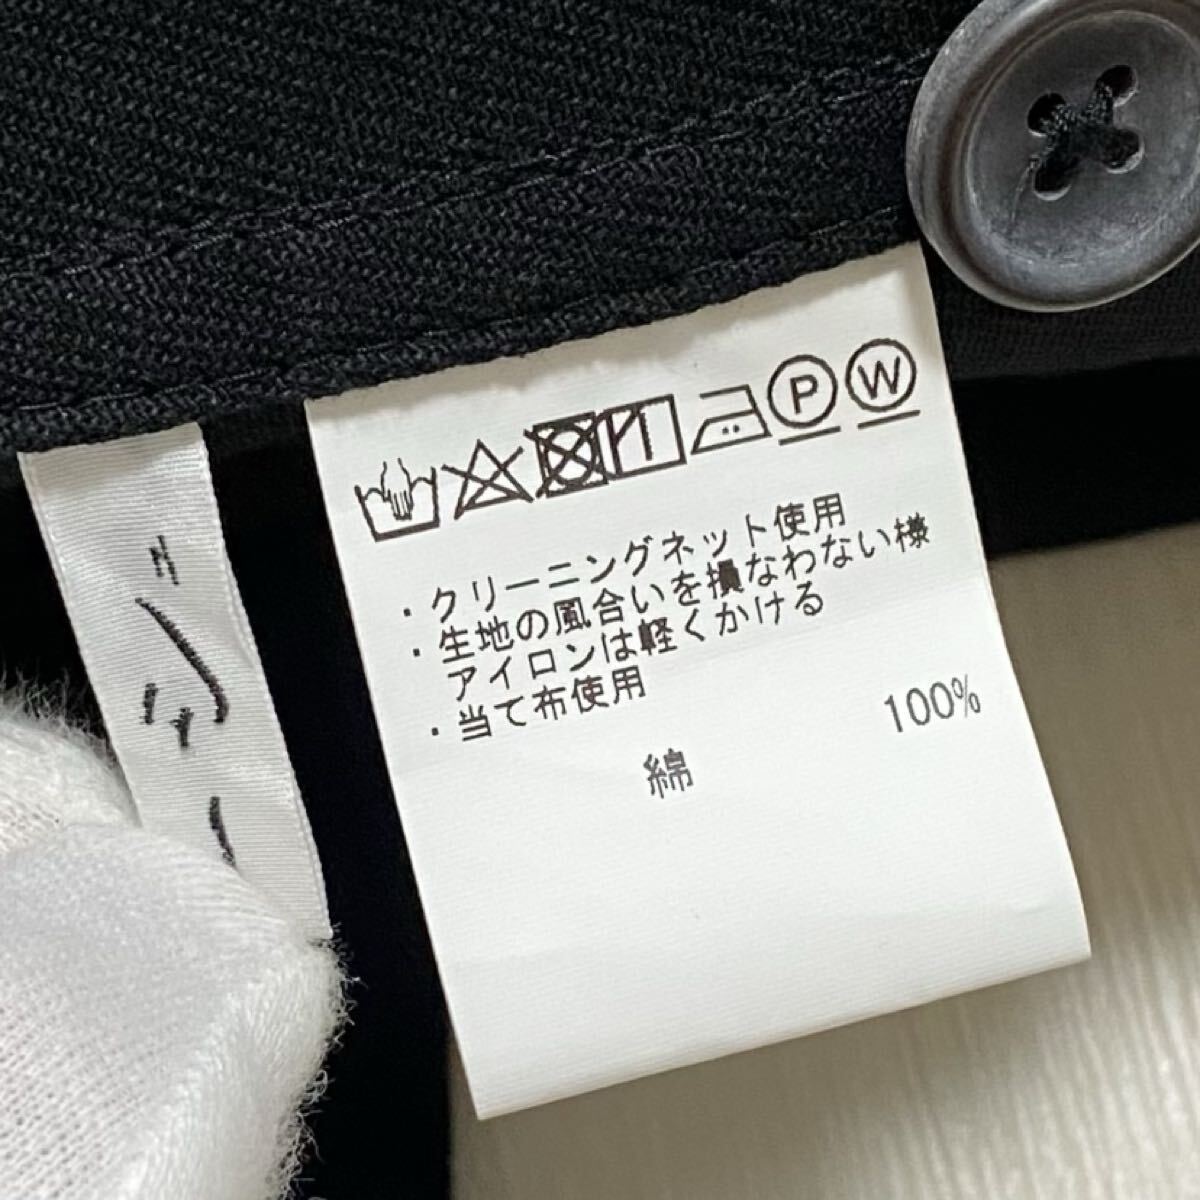 P W
・クリーニングネット使用
・生地の風合いを損なわない様
アイロンは軽くかける
・当て布使用
綿 100%